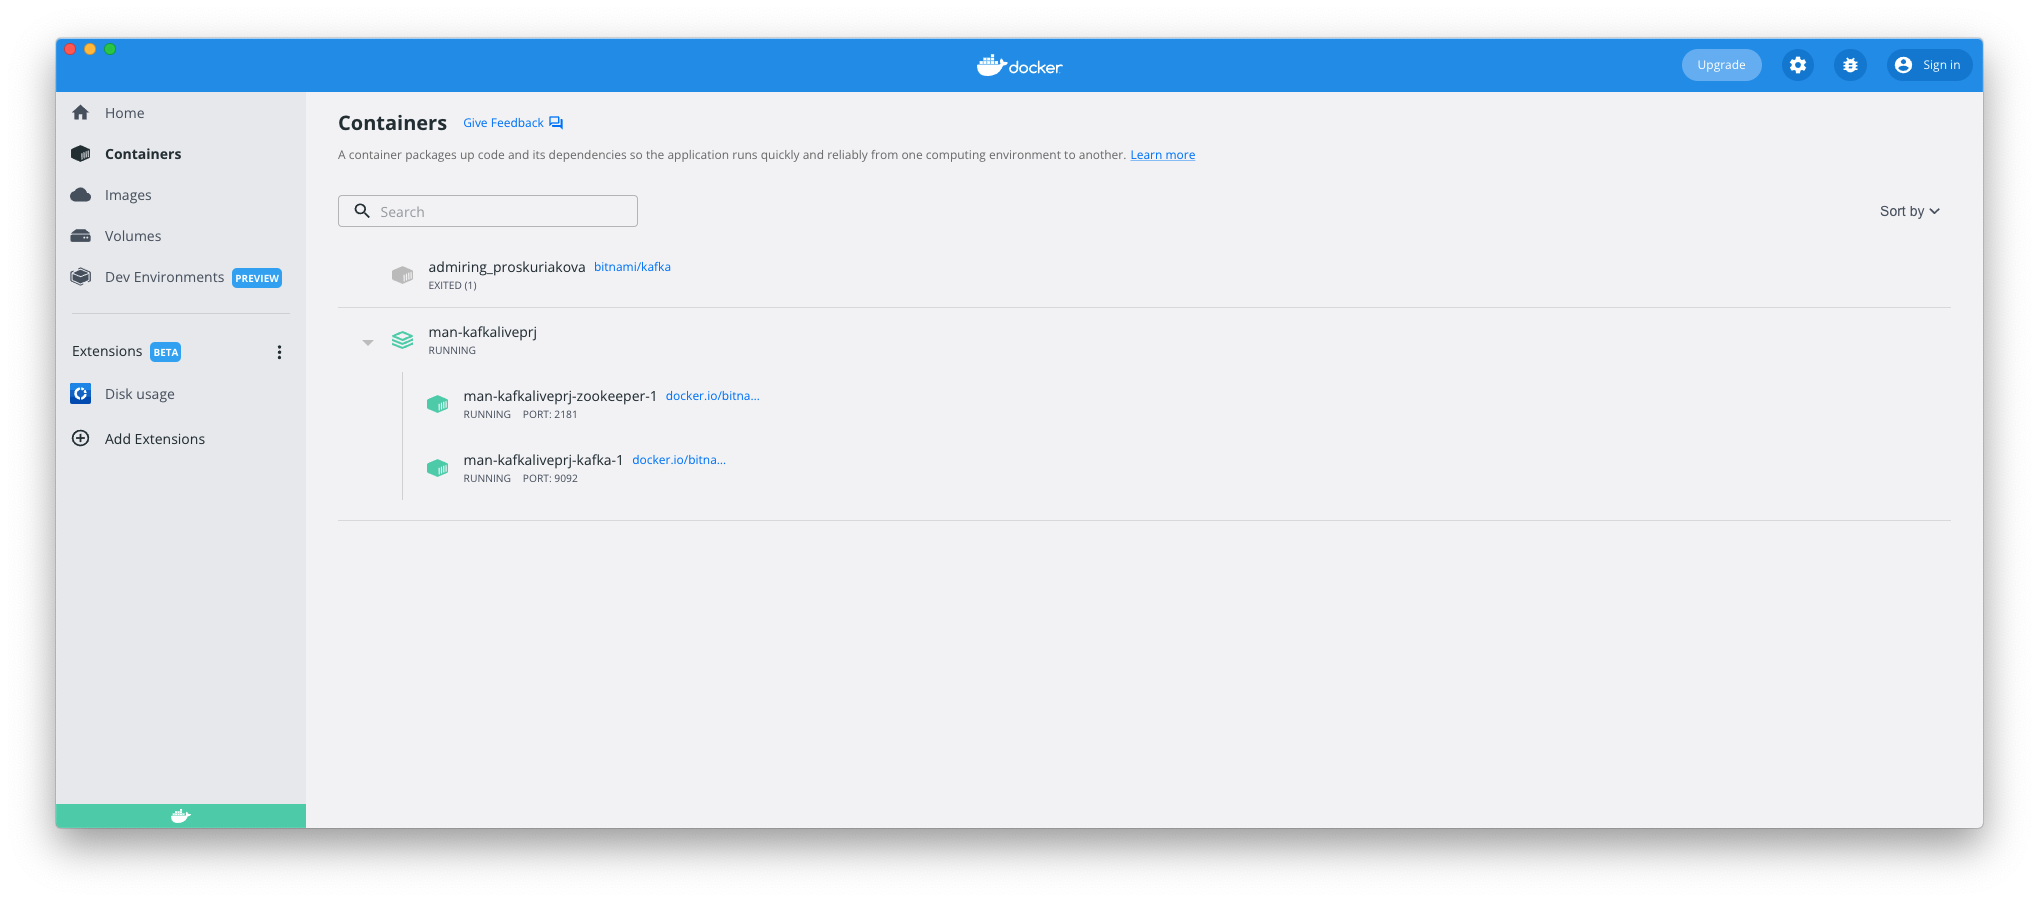 docker
Upgrade
Sign in
Home
Containers
Images
Volumes
Dev Environments PREVIEW
Extensions BETA
Disk usage
Add Extensions
Containers Give Feedback
A container packages up code and its dependencies so the application runs quickly and reliably from one computing environment to another. Learn more
Search
Sort by
admiring_proskuriakova bitnami/kafka
EXITED (1)
man-kafkaliveprj
RUNNING
man-kafkaliveprj-zookeeper-1 docker.io/bitna...
RUNNING PORT: 2181
man-kafkaliveprj-kafka-1 docker.io/bitna...
RUNNING PORT: 9092